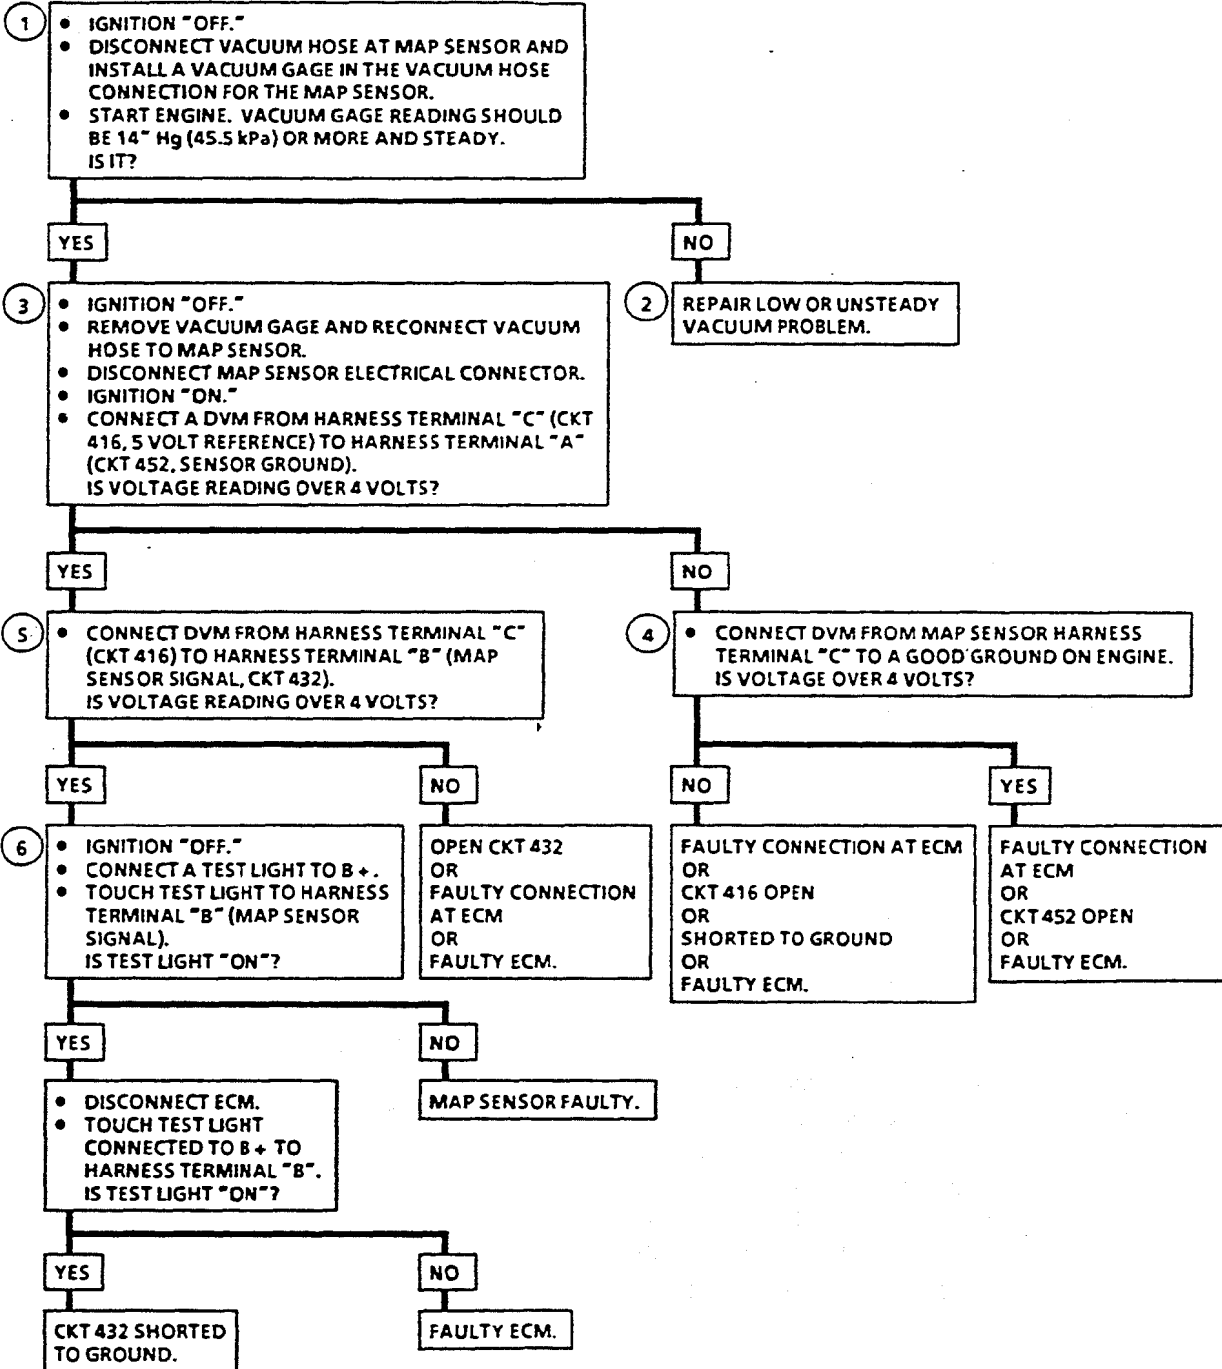 1
• IGNITION "OFF."
• DISCONNECT VACUUM HOSE AT MAP SENSOR AND
INSTALL A VACUUM GAGE IN THE VACUUM HOSE
CONNECTION FOR THE MAP SENSOR.
• START ENGINE. VACUUM GAGE READING SHOULD
BE 14" Hg (45.5 kPa) OR MORE AND STEADY.
IS IT?
YES
NO
3
• IGNITION "OFF."
• REMOVE VACUUM GAGE AND RECONNECT VACUUM
HOSE TO MAP SENSOR.
• DISCONNECT MAP SENSOR ELECTRICAL CONNECTOR.
• IGNITION "ON."
• CONNECT A DVM FROM HARNESS TERMINAL "C" (CKT
416, 5 VOLT REFERENCE) TO HARNESS TERMINAL "A"
(CKT 452, SENSOR GROUND).
IS VOLTAGE READING OVER 4 VOLTS?
2
REPAIR LOW OR UNSTEADY
VACUUM PROBLEM.
YES
NO
5
• CONNECT DVM FROM HARNESS TERMINAL "C"
(CKT 416) TO HARNESS TERMINAL "B" (MAP
SENSOR SIGNAL, CKT 432).
IS VOLTAGE READING OVER 4 VOLTS?
4
• CONNECT DVM FROM MAP SENSOR HARNESS
TERMINAL "C" TO A GOOD GROUND ON ENGINE.
IS VOLTAGE OVER 4 VOLTS?
YES
NO
NO
YES
6
• IGNITION "OFF."
• CONNECT A TEST LIGHT TO B +.
• TOUCH TEST LIGHT TO HARNESS
TERMINAL "B" (MAP SENSOR
SIGNAL).
IS TEST LIGHT "ON"?
OPEN CKT 432
OR
FAULTY CONNECTION
AT ECM
OR
FAULTY ECM.
FAULTY CONNECTION AT ECM
OR
CKT 416 OPEN
OR
SHORTED TO GROUND
OR
FAULTY ECM.
FAULTY CONNECTION
AT ECM
OR
CKT 452 OPEN
OR
FAULTY ECM.
YES
NO
• DISCONNECT ECM.
• TOUCH TEST LIGHT
CONNECTED TO B + TO
HARNESS TERMINAL "B".
IS TEST LIGHT "ON"?
MAP SENSOR FAULTY.
YES
NO
CKT 432 SHORTED
TO GROUND.
FAULTY ECM.